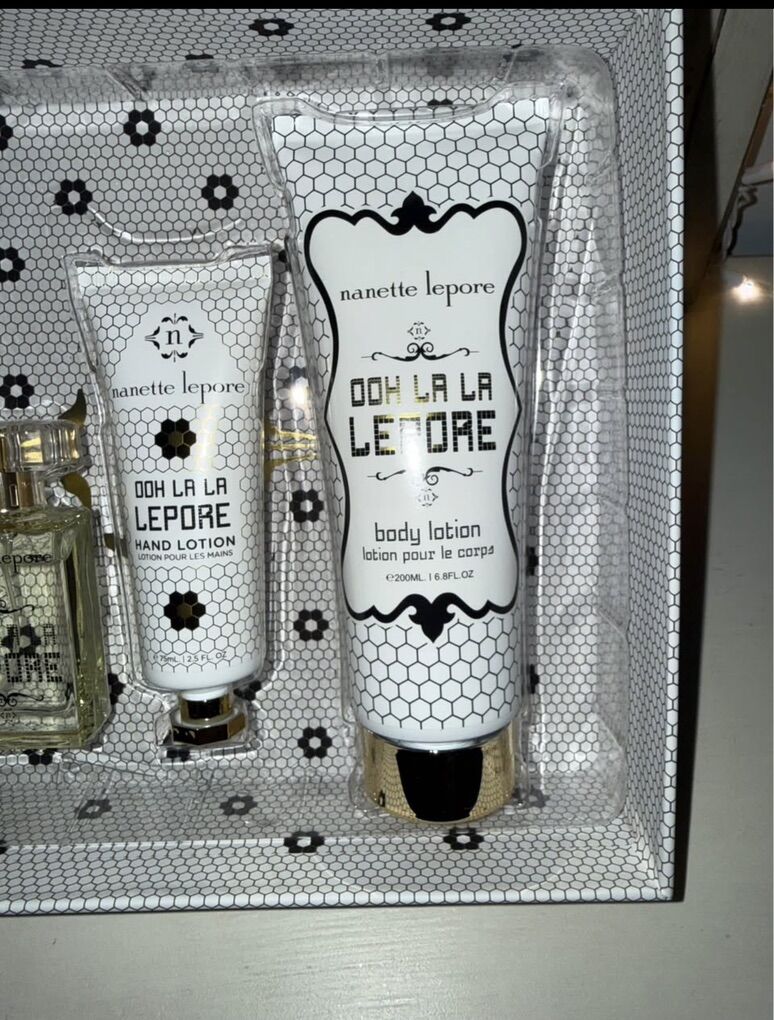 n
nanette lepore
OOH LA LA
LEPORE
HAND LOTION
LOTION POUR LES MAINS
75mL | 2.5 FL. OZ
nanette lepore
n
OOH LA LA
LEPORE
n
body lotion
lotion pour le corps
℮200ML. | 6.8FL.OZ
lepore